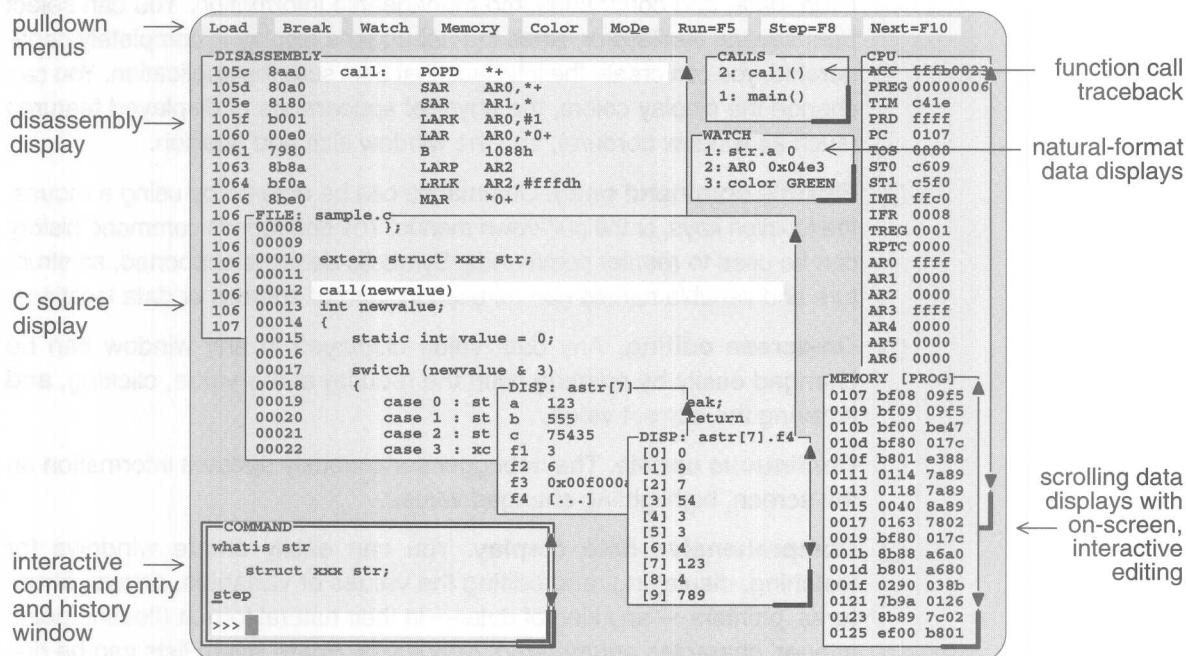 Load Break Watch Memory Color MoDe Run=F5 Step=F8 Next=F10
pulldown
menus
disassembly
display
C source
display
interactive
command entry
and history
window
DISASSEMBLY
105c 8aa0 call: POPD *+
105d 80a0 SAR AR0,*+
105e 8180 SAR AR1,*
105f b001 LARK AR0,#1
1060 00e0 LAR AR0,*0+
1061 7980 B 1088h
1063 8b8a LARP AR2
1064 bf0a LRLK AR2,#fffdh
1066 8be0 MAR *0+
106
106
106
106
106
106
106
107
FILE: sample.c
00008 };
00009
00010 extern struct xxx str;
00011
00012 call(newvalue)
00013 int newvalue;
00014 {
00015 static int value = 0;
00016
00017 switch (newvalue & 3)
{
00019 case 0 : st
00020 case 1 : st
00021 case 2 : st
00022 case 3 : xc
eak;
return
DISP: astr[7]
a 123
b 555
c 75435
f1 3
f2 6
f3 0x00f000
f4 [...]
DISP: astr[7].f4
[0] 0
[1] 4
[2] 7
[3] 54
[4] 3
[5] 3
[6] 4
[7] 123
[8] 4
[9] 789
COMMAND
whatis str
struct xxx str;
step
>>>
CALLS
2: call()
1: main()
WATCH
1: str.a 0
2: AR0 0x04e3
3. color GREEN
CPU
ACC fffb0023
PREG 00000006
TIM c41e
PRD ffff
PC 0107
TOS 0000
ST0 c609
ST1 c5f0
IMR ffc0
IFR 0008
TREG 0001
RPTC 0000
AR0 ffff
AR1 0000
AR2 0000
AR3 ffff
AR4 0000
AR5 0000
AR6 0000
MEMORY [PROG]
0107 bf08 09f5
0109 bf09 09f5
010b bf00 be47
010d bf80 017c
010f b801 e388
0111 0114 7a89
0113 0118 7a89
0115 0040 8a89
0017 0163 7802
0019 bf80 017c
001b 8b88 a6a0
001d b801 a680
011f 0290 038b
0121 7b9a 0126
0123 8b89 7c02
0125 ef00 b801
function call
traceback
natural-format
data displays
scrolling data
displays with
on-screen,
interactive
editing